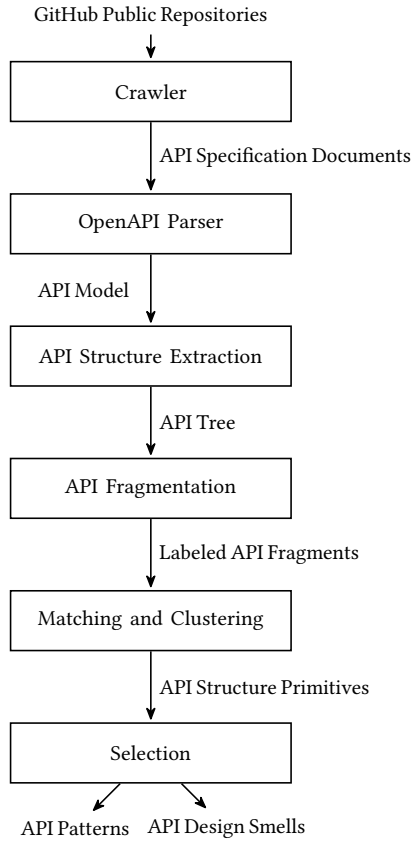 GitHub Public Repositories
Crawler
API Specification Documents
OpenAPI Parser
API Model
API Structure Extraction
API Tree
API Fragmentation
Labeled API Fragments
Matching and Clustering
API Structure Primitives
Selection
API Patterns
API Design Smells